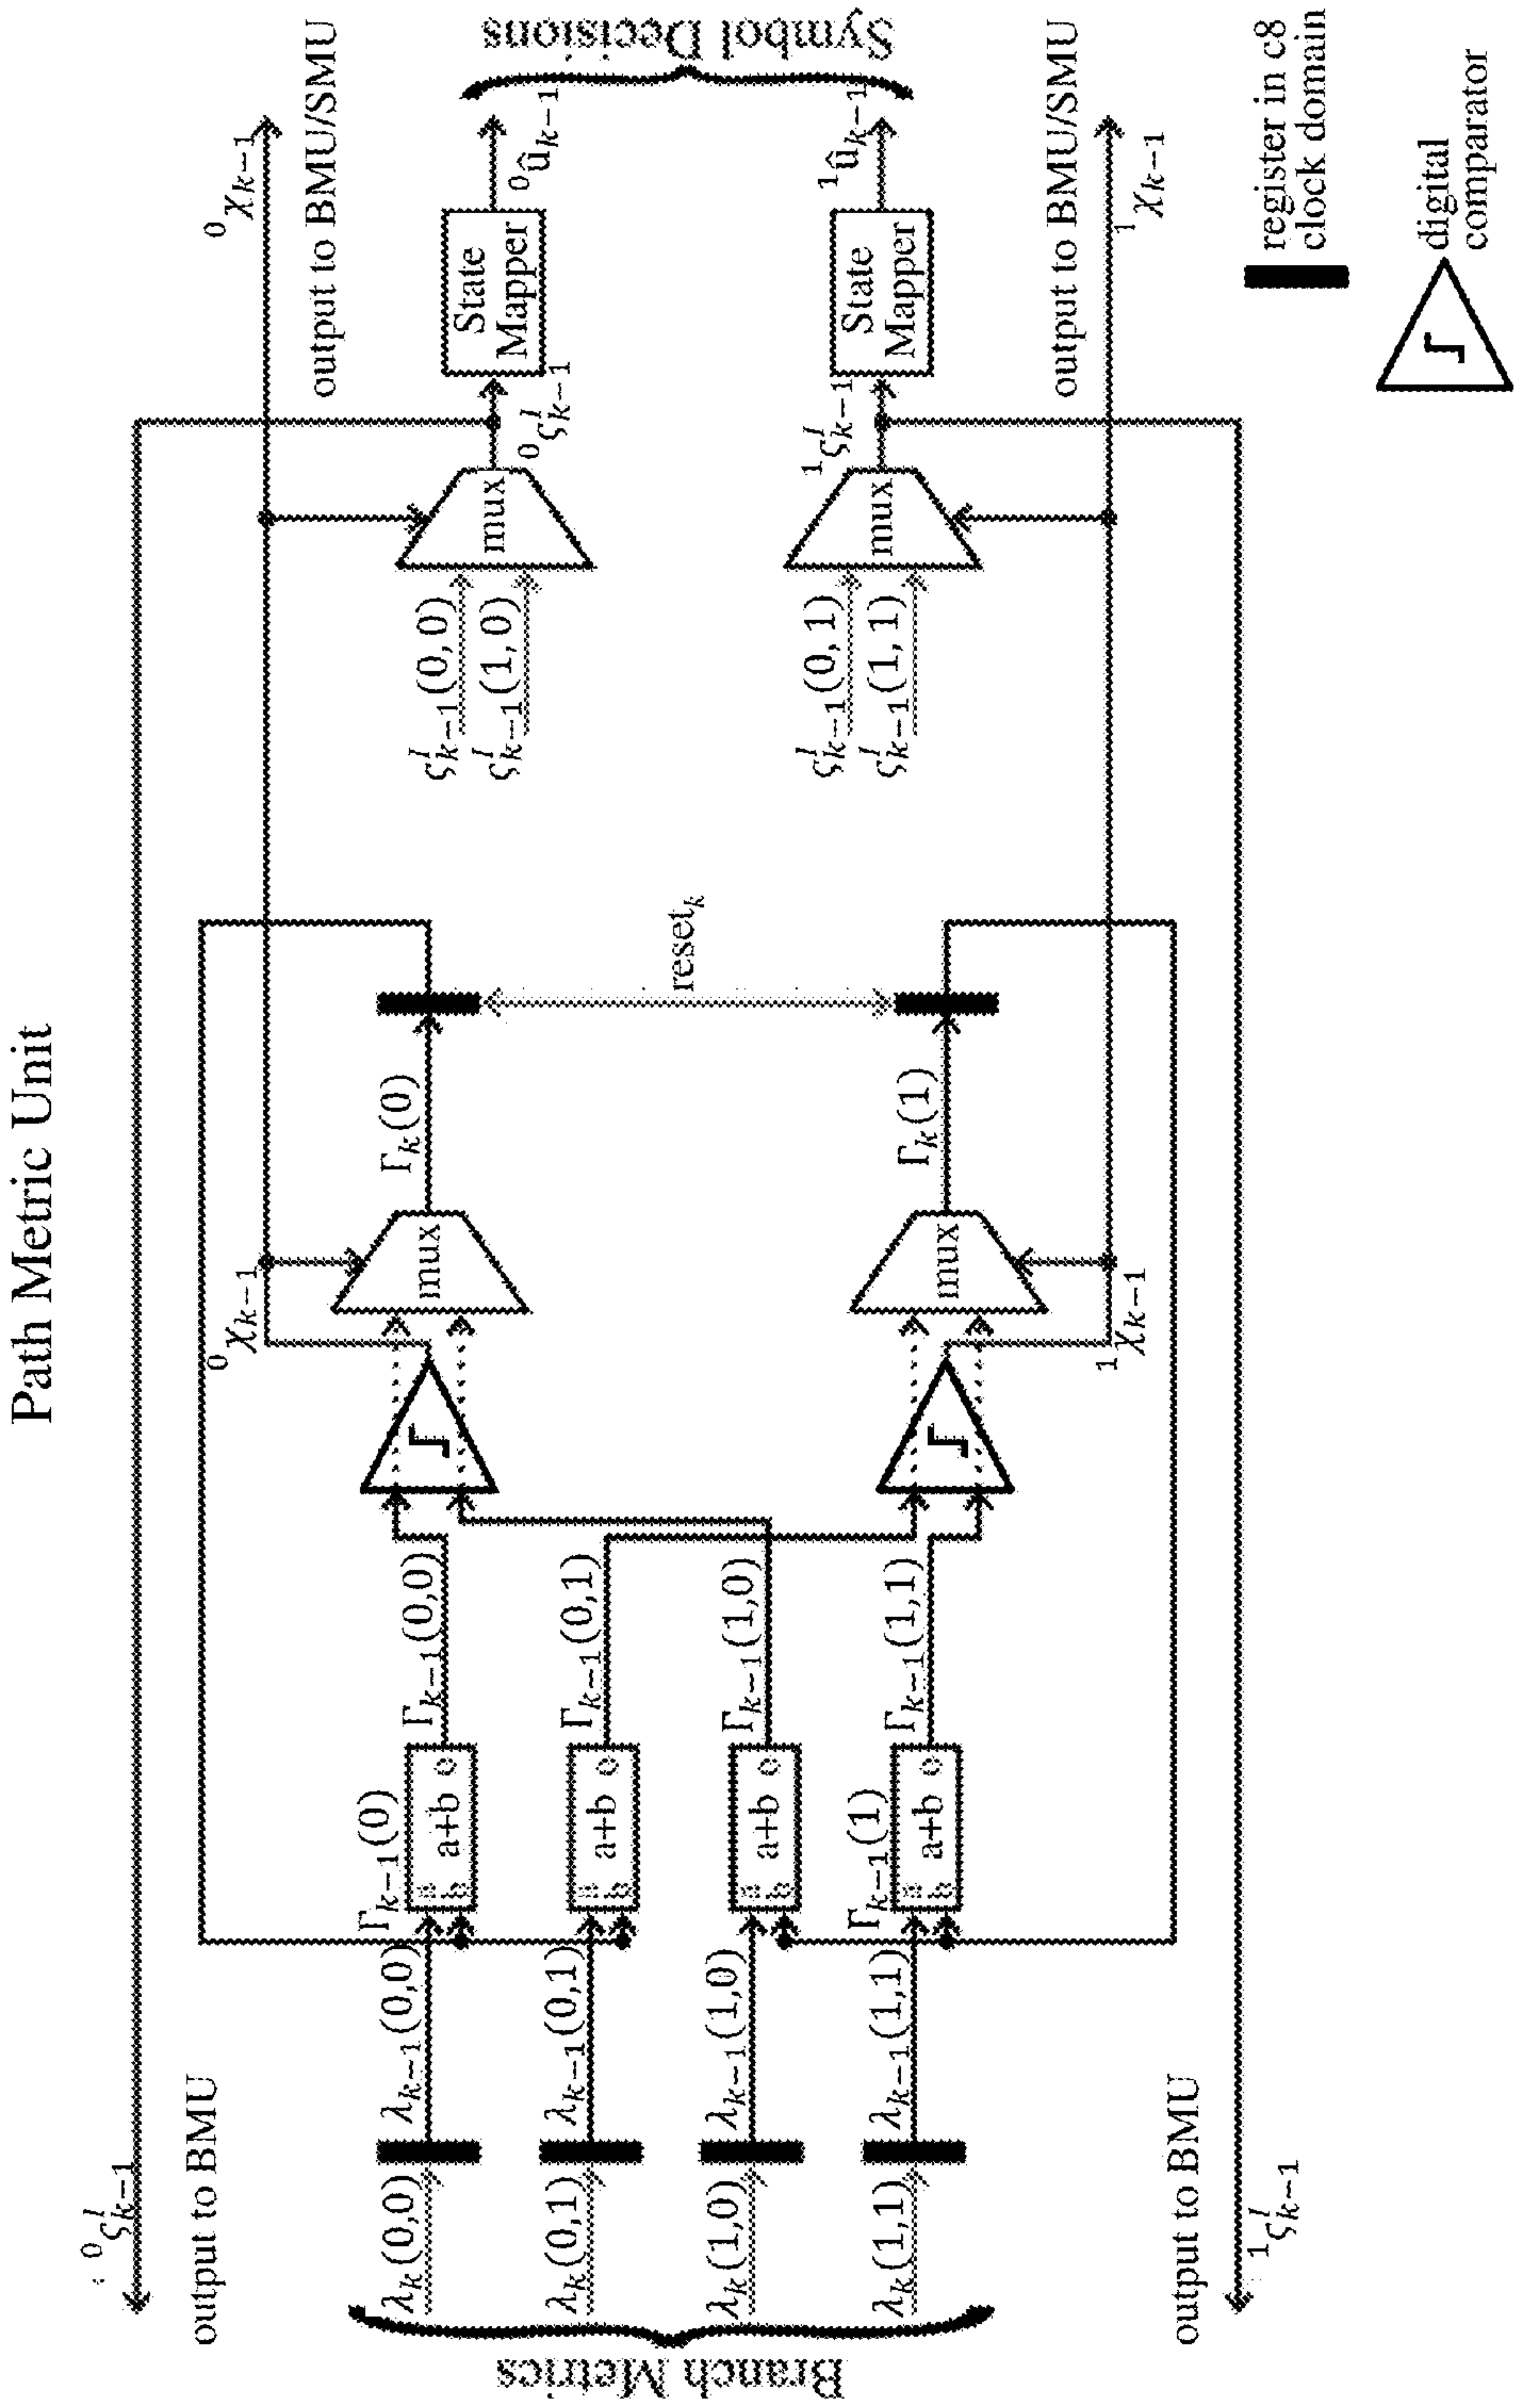 Path Metric Unit
⁰ςˡₖ₋₁
output to BMU
Branch Metrics
λₖ(0,0)
λₖ(0,1)
λₖ(1,0)
λₖ(1,1)
output to BMU
¹ςˡₖ₋₁
λₖ₋₁(0,0)
λₖ₋₁(0,1)
λₖ₋₁(1,0)
λₖ₋₁(1,1)
Γₖ₋₁(0)
a
b a+b o
a
b a+b o
a
b a+b o
Γₖ₋₁(1)
a
b a+b o
Γₖ₋₁(0,0)
Γₖ₋₁(0,1)
Γₖ₋₁(1,0)
Γₖ₋₁(1,1)
⁰χₖ₋₁
mux
mux
¹χₖ₋₁
Γₖ(0)
Γₖ(1)
resetₖ
ςˡₖ₋₁(0,0)
ςˡₖ₋₁(1,0)
mux
ςˡₖ₋₁(0,1)
ςˡₖ₋₁(1,1)
mux
⁰ςˡₖ₋₁
¹ςˡₖ₋₁
State
Mapper
State
Mapper
⁰χₖ₋₁
output to BMU/SMU
⁰ûₖ₋₁
¹ûₖ₋₁
Symbol Decisions
output to BMU/SMU
¹χₖ₋₁
register in c8
clock domain
digital
comparator